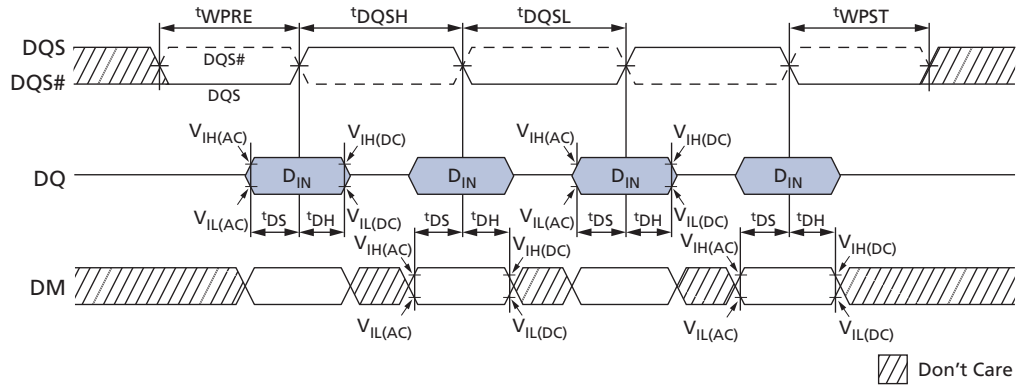 tWPRE tDQSH tDQSL tWPST
DQS
DQS#
DQS#
DQS
VIH(AC) VIH(DC) VIH(AC) VIH(DC)
DQ DIN DIN DIN DIN
VIL(AC) tDS tDH VIL(DC) VIL(AC) tDS tDH VIL(DC)
tDS tDH tDS tDH
VIH(AC) VIH(DC) VIH(AC) VIH(DC)
DM
VIL(AC) VIL(DC) VIL(AC) VIL(DC)
Don't Care